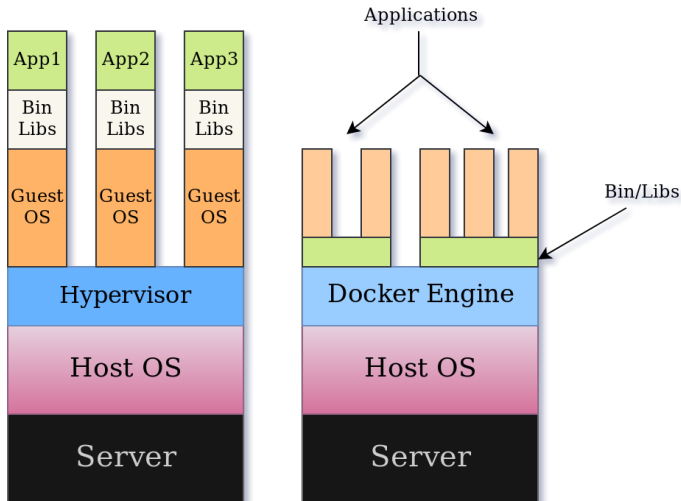 Applications
App1
App2
App3
Bin
Libs
Bin
Libs
Bin
Libs
Guest
OS
Guest
OS
Guest
OS
Bin/Libs
Hypervisor
Docker Engine
Host OS
Host OS
Server
Server